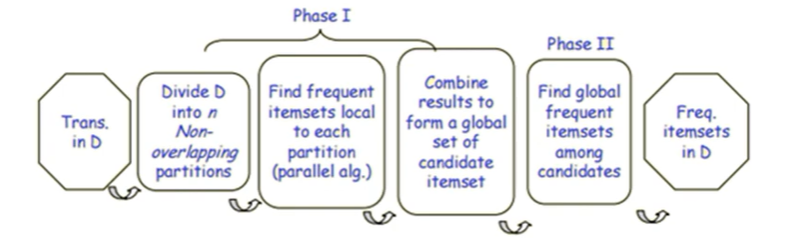 Phase I
Phase II
Trans.
in D
Divide D
into n
Non-
overlapping
partitions
Find frequent
itemsets local
to each
partition
(parallel alg.)
Combine
results to
form a global
set of
candidate
itemset
Find global
frequent
itemsets
among
candidates
Freq.
itemsets
in D